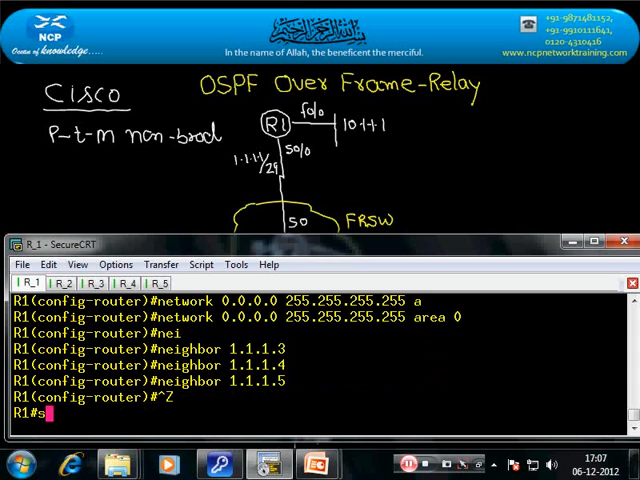 NCP
Ocean of knowledge...
بسم الله الرحمن الرحيم
In the name of Allah, the beneficent the merciful.
+91-9871481152,
+91-9910111641,
0120-4310416
www.ncpnetworktraining.com
OSPF Over Frame-Relay
Cisco
P-t-m non-broad
R1
f0/0
10.1.1.1
S0/0
1.1.1.1/29
S0
FRSW
R_1 - SecureCRT
File Edit View Options Transfer Script Tools Help
R_1 R_2 R_3 R_4 R_5
R1(config-router)#network 0.0.0.0 255.255.255.255 a
R1(config-router)#network 0.0.0.0 255.255.255.255 area 0
R1(config-router)#nei
R1(config-router)#neighbor 1.1.1.3
R1(config-router)#neighbor 1.1.1.4
R1(config-router)#neighbor 1.1.1.5
R1(config-router)#^Z
R1#s
17:07
06-12-2012